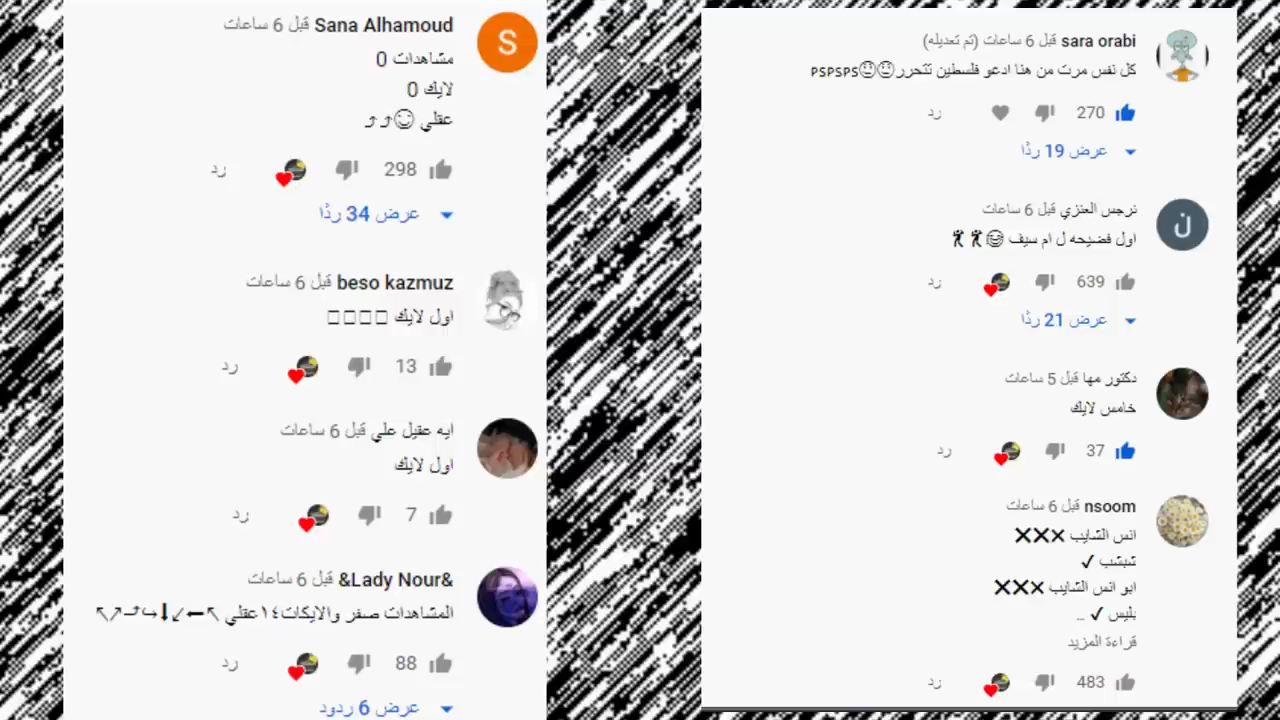 Sana Alhamoud قبل 6 ساعات
مشاهدات 0
لايك 0
عقلي 🙂⤴⤴
298 رد
عرض 34 ردًا
beso kazmuz قبل 6 ساعات
اول لايك □□□□
13 رد
ايه عقيل علي قبل 6 ساعات
اول لايك
7 رد
&Lady Nour& قبل 6 ساعات
المشاهدات صفر والايكات١٤عقلي ↖⬅↙⬇↪⤴↗↖
88 رد
عرض 6 ردود
sara orabi قبل 6 ساعات (تم تعديله)
كل نفس مرت من هنا ادعو فلسطين تتحرر🙂🙂ᴘꜱᴘꜱᴘꜱ
270 رد
عرض 19 ردًا
ن
نرجس العنزي قبل 6 ساعات
اول فضيحه ل ام سيف 😂💃💃
639 رد
عرض 21 ردًا
دكتور مها قبل 5 ساعات
خامس لايك
37 رد
nsoom قبل 6 ساعات
انس الشايب ❌❌❌
شبشب ✓
ابو انس الشايب ❌❌❌
بليس ✓ ...
قراءة المزيد
483 رد
S